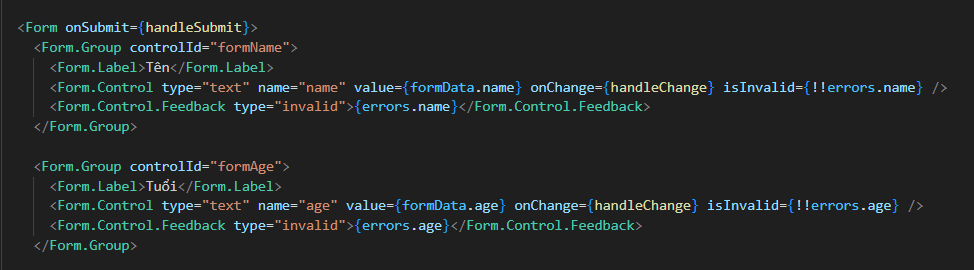 <Form onSubmit={handleSubmit}>
<Form.Group controlId="formName">
<Form.Label>Tên</Form.Label>
<Form.Control type="text" name="name" value={formData.name} onChange={handleChange} isInvalid={!!errors.name} />
<Form.Control.Feedback type="invalid">{errors.name}</Form.Control.Feedback>
</Form.Group>
<Form.Group controlId="formAge">
<Form.Label>Tuổi</Form.Label>
<Form.Control type="text" name="age" value={formData.age} onChange={handleChange} isInvalid={!!errors.age} />
<Form.Control.Feedback type="invalid">{errors.age}</Form.Control.Feedback>
</Form.Group>